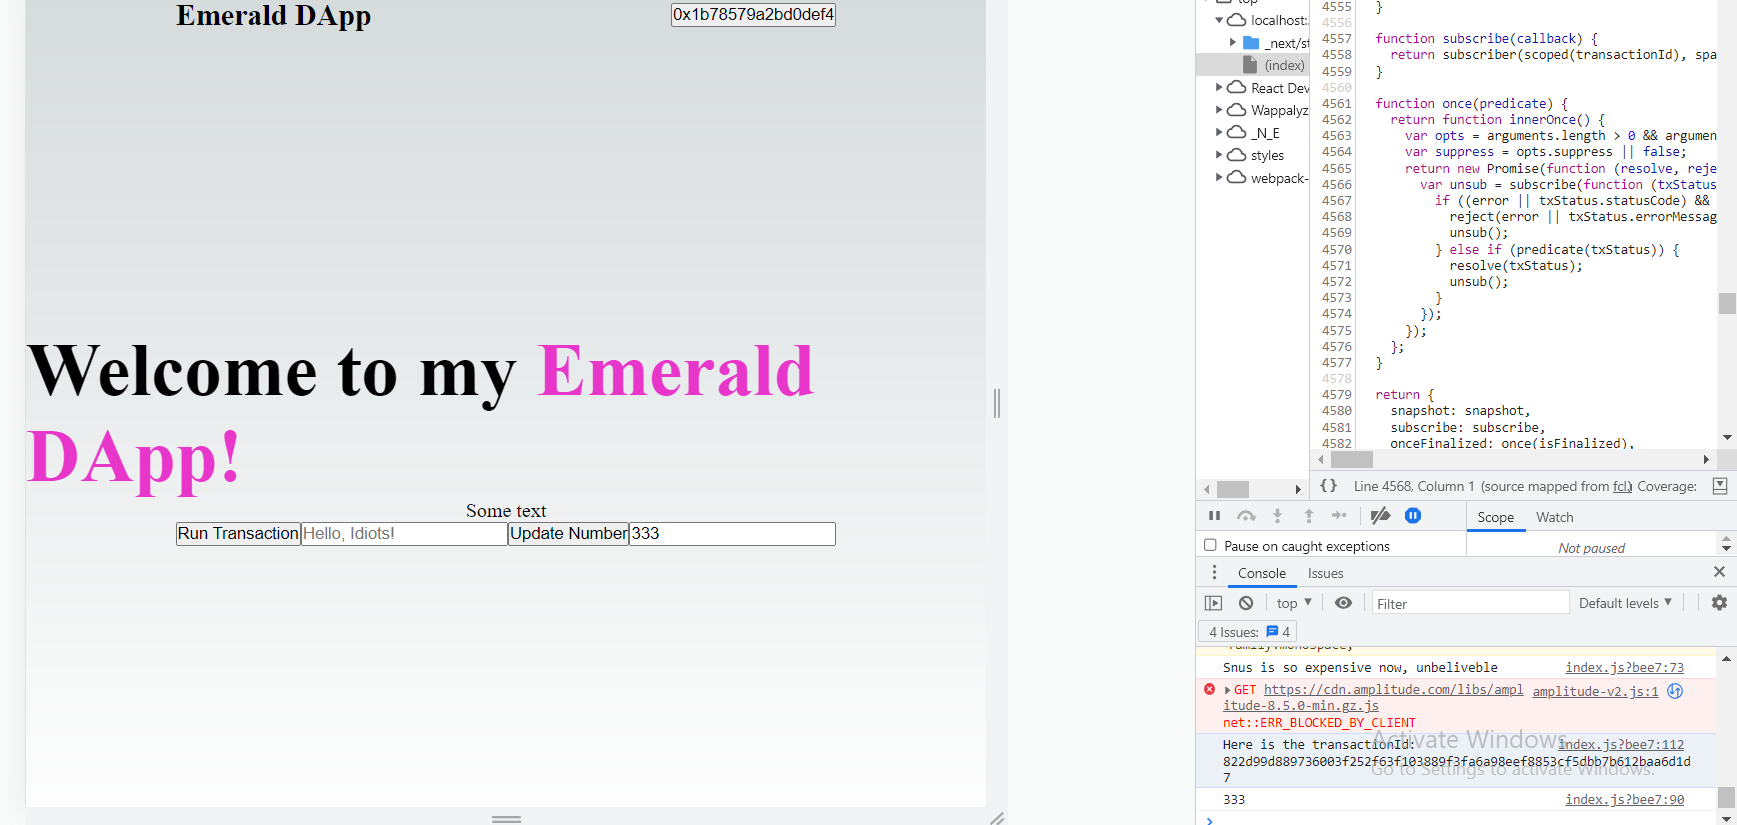 Emerald DApp
0x1b78579a2bd0def4
Welcome to my Emerald
DApp!
Some text
Run Transaction
Hello, Idiots!
Update Number
333
top
localhost:
_next/st
(index)
React Dev
Wappalyz
_N_E
styles
webpack-
4555 }
4556
4557 function subscribe(callback) {
4558 return subscriber(scoped(transactionId), spa
4559 }
4560
4561 function once(predicate) {
4562 return function innerOnce() {
4563 var opts = arguments.length > 0 && argumen
4564 var suppress = opts.suppress || false;
4565 return new Promise(function (resolve, reje
4566 var unsub = subscribe(function (txStatus
4567 if ((error || txStatus.statusCode) &&
4568 reject(error || txStatus.errorMessag
4569 unsub();
4570 } else if (predicate(txStatus)) {
4571 resolve(txStatus);
4572 unsub();
4573 }
4574 });
4575 });
4576 };
4577 }
4578
4579 return {
4580 snapshot: snapshot,
4581 subscribe: subscribe,
4582 onceFinalized: once(isFinalized),
{} Line 4568, Column 1 (source mapped from fcl) Coverage:
Scope Watch
Pause on caught exceptions
Not paused
Console Issues
top Filter Default levels
4 Issues: 4
family:monospace;
Snus is so expensive now, unbeliveble index.js?bee7:73
GET https://cdn.amplitude.com/libs/ampl amplitude-v2.js:1
itude-8.5.0-min.gz.js
net::ERR_BLOCKED_BY_CLIENT
Here is the transactionId: index.js?bee7:112
822d99d889736003f252f63f103889f3fa6a98eef8853cf5dbb7b612baa6d1d
7
Activate Windows
Go to Settings to activate Windows.
333 index.js?bee7:90